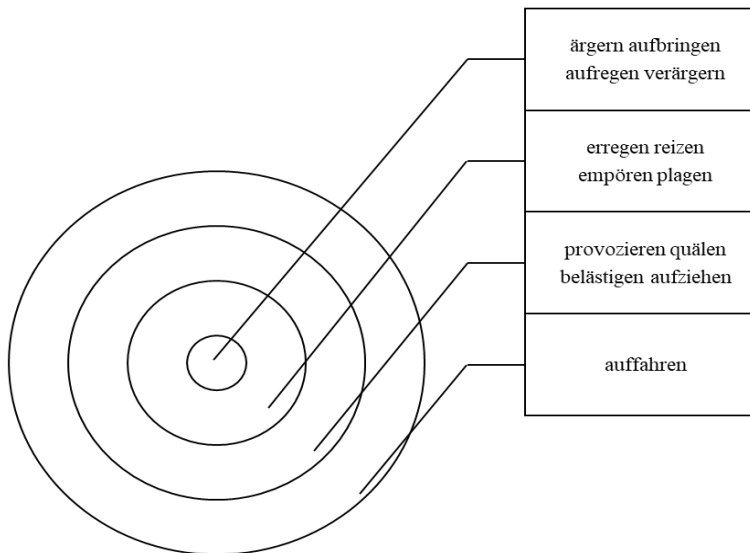 ärgern aufbringen
aufregen verärgern
erregen reizen
empören plagen
provozieren quälen
belästigen aufziehen
auffahren